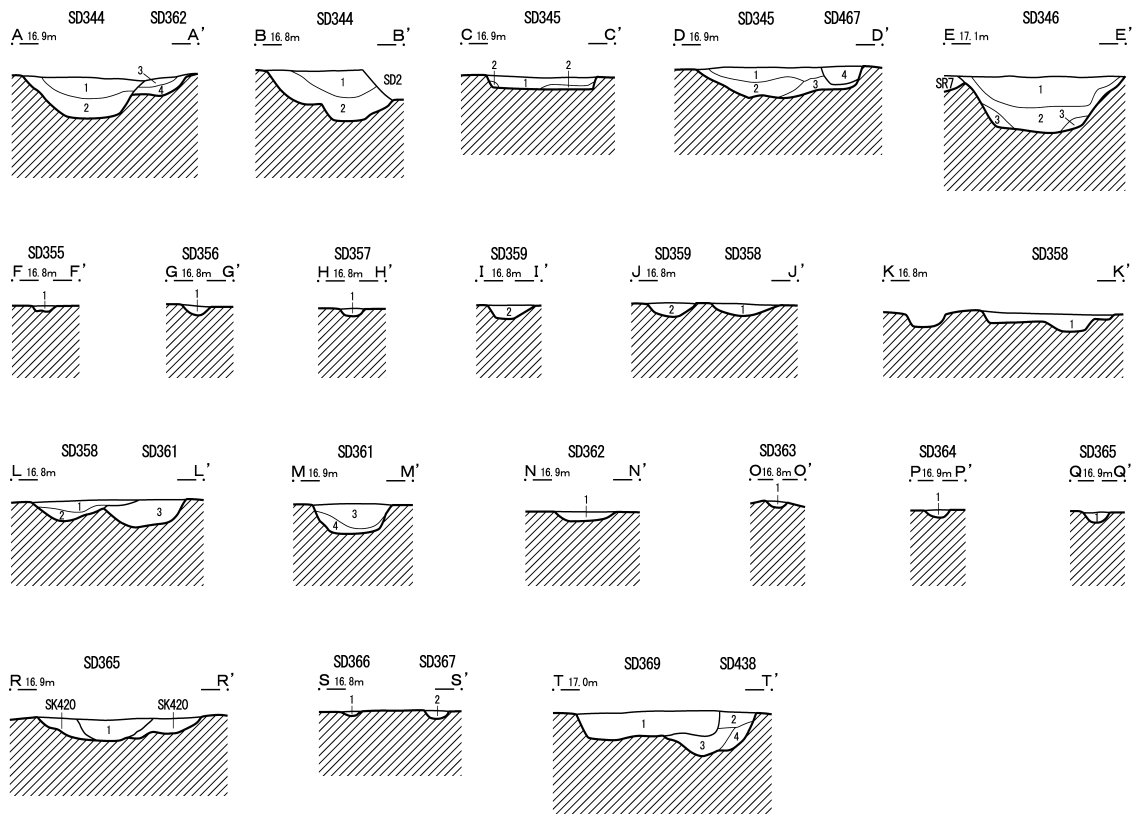 SD344 SD362
A 16.9m A'
3
1
4
2
SD344
B 16.8m B'
SD2
1
2
SD345
C 16.9m C'
2 2
1
SD345 SD467
D 16.9m D'
1 4
2 3
SD346
E 17.1m E'
SR7
1
3 2 3
SD355
F 16.8m F'
1
SD356
G 16.8m G'
1
SD357
H 16.8m H'
1
SD359
I 16.8m I'
2
SD359 SD358
J 16.8m J'
2 1
SD358
K 16.8m K'
1
SD358 SD361
L 16.8m L'
1
2 3
SD361
M 16.9m M'
3
4
SD362
N 16.9m N'
1
SD363
O 16.8m O'
1
SD364
P 16.9m P'
1
SD365
Q 16.9m Q'
1
SD365
R 16.9m R'
SK420 SK420
1
SD366 SD367
S 16.8m S'
1 2
SD369 SD438
T 17.0m T'
1 2
3 4